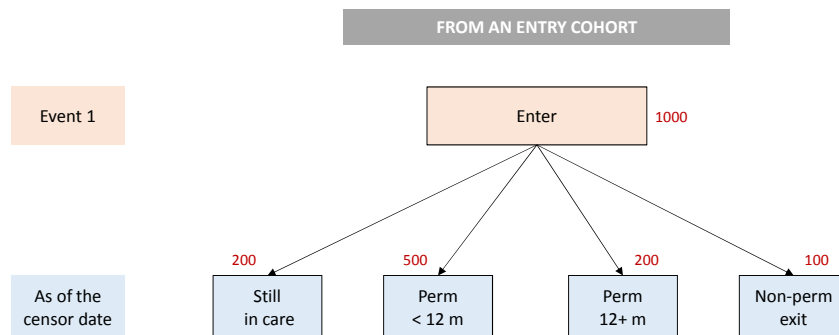 FROM AN ENTRY COHORT
Event 1
Enter
1000
200
500
200
100
As of the
censor date
Still
in care
Perm
< 12 m
Perm
12+ m
Non-perm
exit